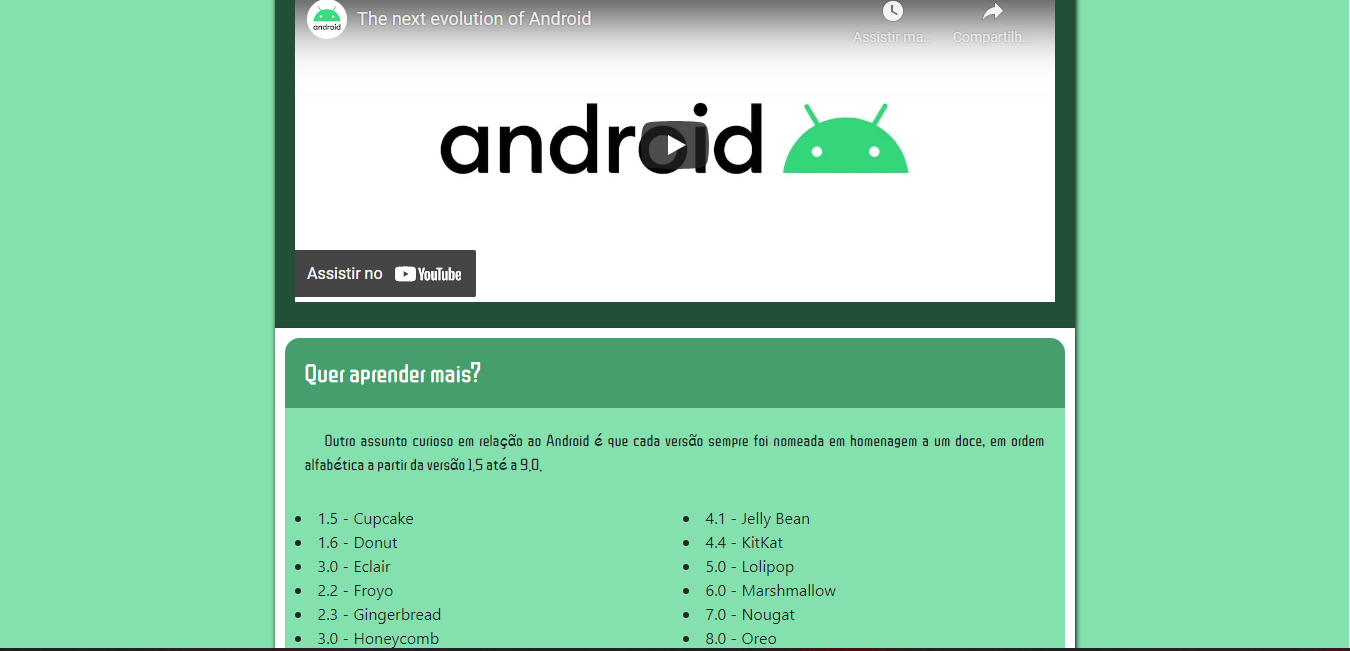 android
The next evolution of Android
Assistir ma...
Compartilh...
android
Assistir no YouTube
Quer aprender mais?
Outro assunto curioso em relação ao Android é que cada versão sempre foi nomeada em homenagem a um doce, em ordem
alfabética a partir da versão 1.5 até a 9.0.
1.5 - Cupcake
1.6 - Donut
3.0 - Eclair
2.2 - Froyo
2.3 - Gingerbread
3.0 - Honeycomb
4.1 - Jelly Bean
4.4 - KitKat
5.0 - Lolipop
6.0 - Marshmallow
7.0 - Nougat
8.0 - Oreo